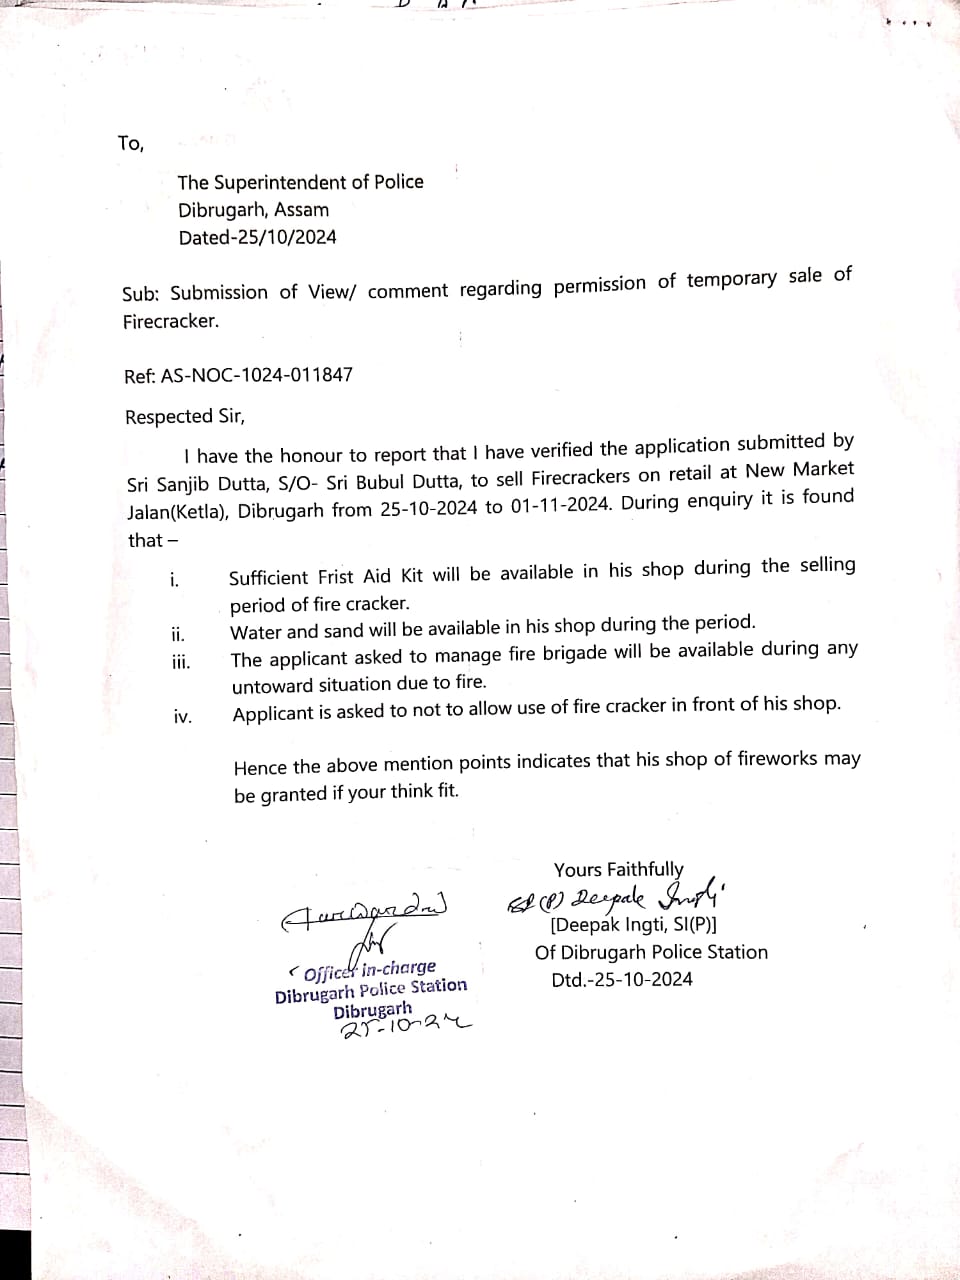 To,
The Superintendent of Police
Dibrugarh, Assam
Dated-25/10/2024
Sub: Submission of View/ comment regarding permission of temporary sale of
Firecracker.
Ref: AS-NOC-1024-011847
Respected Sir,
I have the honour to report that I have verified the application submitted by
Sri Sanjib Dutta, S/O- Sri Bubul Dutta, to sell Firecrackers on retail at New Market
Jalan(Ketla), Dibrugarh from 25-10-2024 to 01-11-2024. During enquiry it is found
that –
i. Sufficient Frist Aid Kit will be available in his shop during the selling
period of fire cracker.
ii. Water and sand will be available in his shop during the period.
iii. The applicant asked to manage fire brigade will be available during any
untoward situation due to fire.
iv. Applicant is asked to not to allow use of fire cracker in front of his shop.
Hence the above mention points indicates that his shop of fireworks may
be granted if your think fit.
Yours Faithfully
SI (P) Deepak Ingti
[Deepak Ingti, SI(P)]
Of Dibrugarh Police Station
Dtd.-25-10-2024
Forwarded
Officer in-charge
Dibrugarh Police Station
Dibrugarh
25-10-24